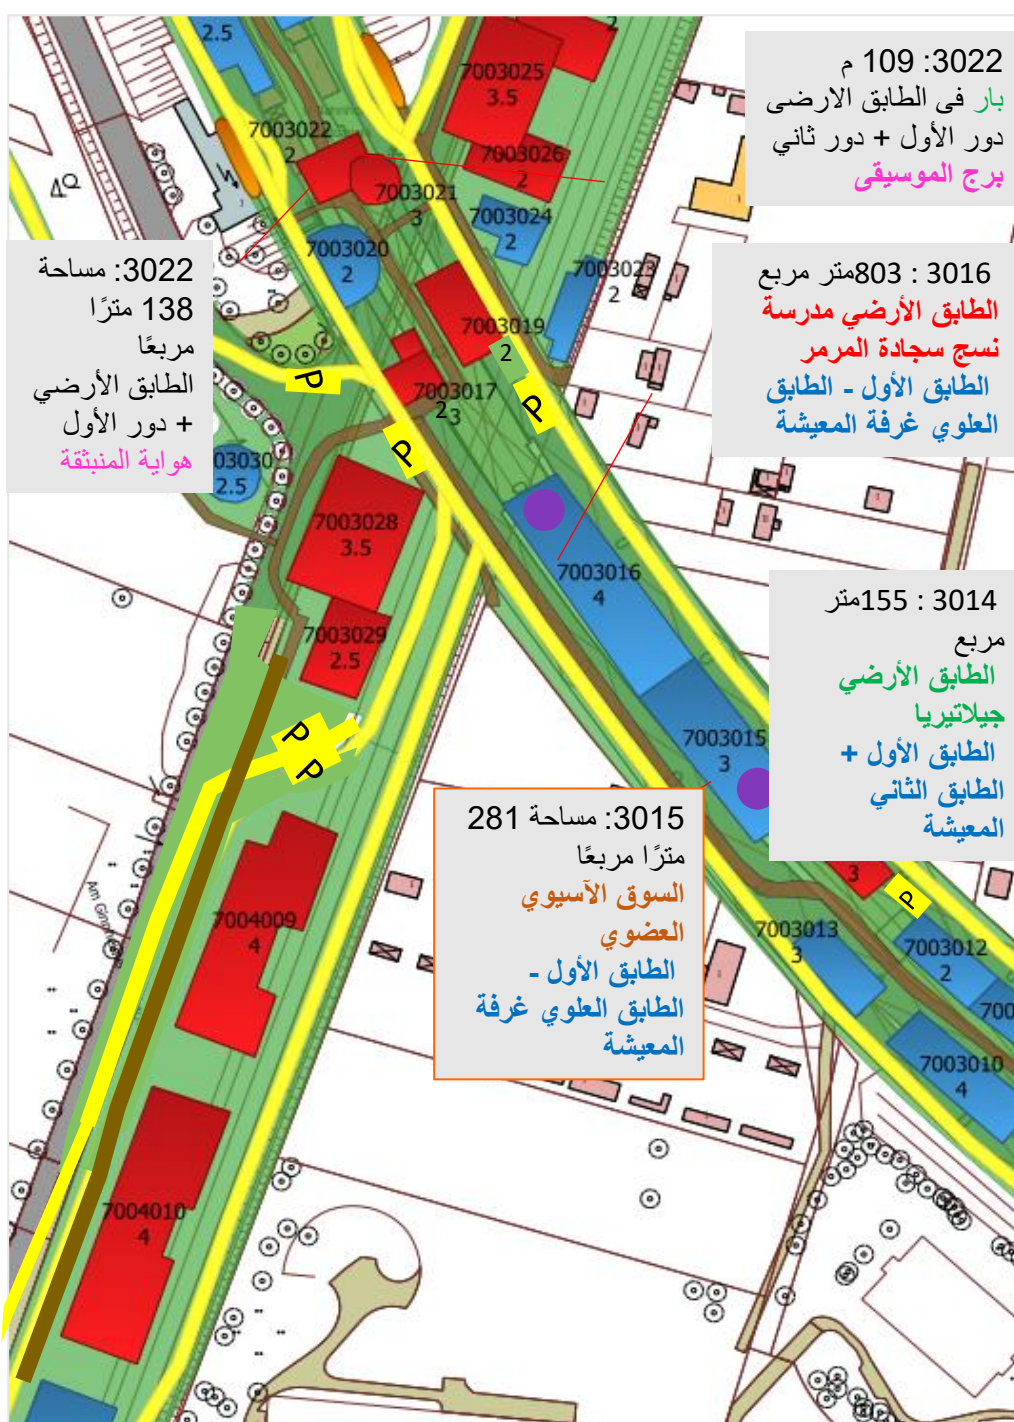 2.5
2
7003025
3.5
3022: 109 م
بار فى الطابق الارضى
دور الأول + دور ثاني
برج الموسيقى
7003022
2
7003026
2
7003021
3
7003024
2
7003020
2
7003023
2
3022: مساحة
138 مترًا
مربعًا
الطابق الأرضي
+ دور الأول
هواية المنبثقة
3016 : 803متر مربع
الطابق الأرضي مدرسة
نسج سجادة المرمر
الطابق الأول - الطابق
العلوي غرفة المعيشة
7003019
2
P
7003017
23
P
P
03030
2.5
7003028
3.5
7003016
4
3014 : 155متر
مربع
الطابق الأرضي
جيلاتيريا
الطابق الأول +
الطابق الثاني
المعيشة
7003029
2.5
P
P
7003015
3
3015: مساحة 281
مترًا مربعًا
السوق الآسيوي
العضوي
الطابق الأول -
الطابق العلوي غرفة
المعيشة
3
P
7004009
4
7003013
3
7003012
2
700
7003010
4
7004010
4